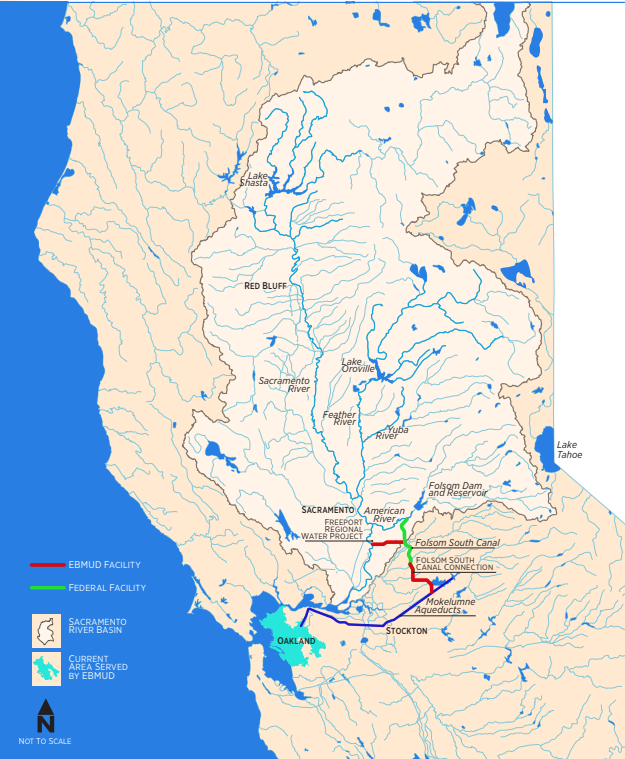 Lake
Shasta
RED BLUFF
Lake
Oroville
Sacramento
River
Feather
River
Yuba
River
Lake
Tahoe
Folsom Dam
and Reservoir
SACRAMENTO
American
River
FREEPORT
REGIONAL
WATER PROJECT
Folsom South Canal
FOLSOM SOUTH
CANAL CONNECTION
Mokelumne
Aqueducts
STOCKTON
OAKLAND
EBMUD FACILITY
FEDERAL FACILITY
SACRAMENTO
RIVER BASIN
CURRENT
AREA SERVED
BY EBMUD
N
NOT TO SCALE